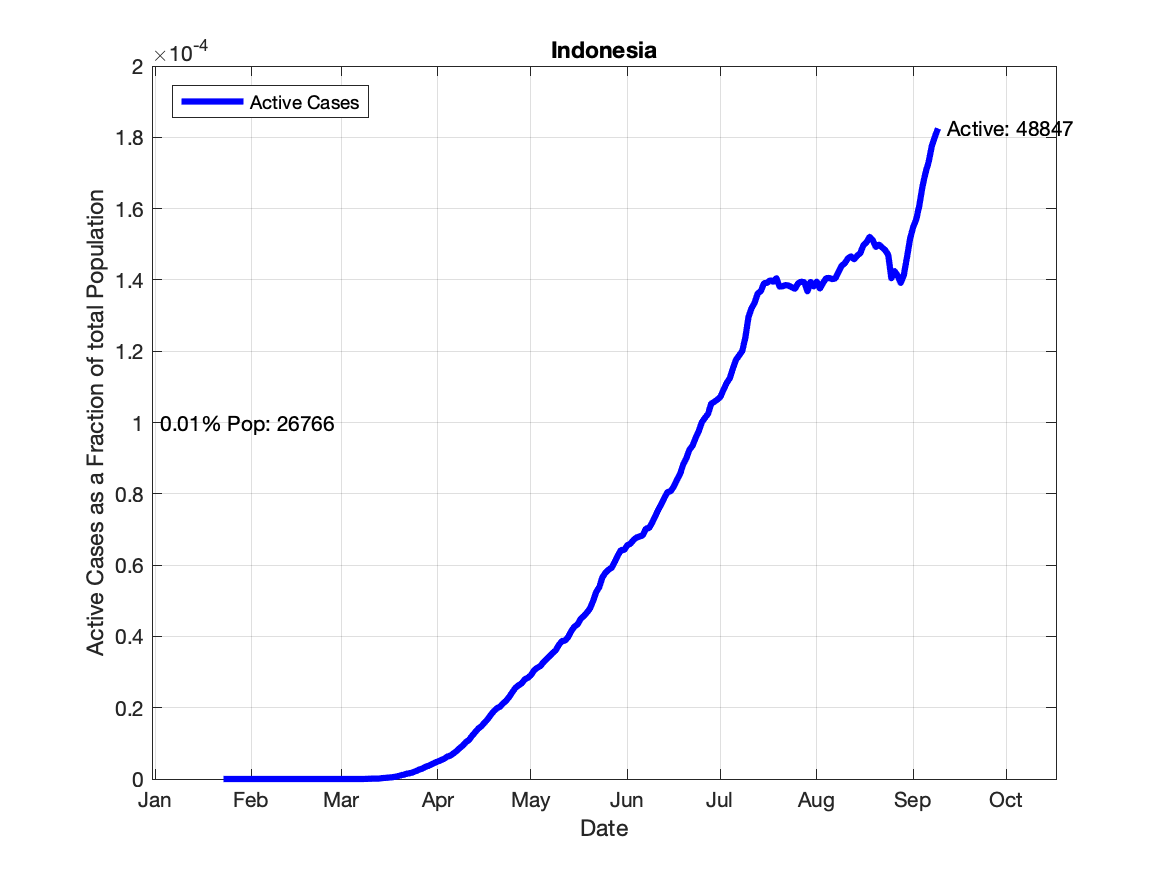 Indonesia
×10-4
Active Cases
Active: 48847
0.01% Pop: 26766
2
1.8
1.6
1.4
1.2
1
0.8
0.6
0.4
0.2
0
Active Cases as a Fraction of total Population
Jan Feb Mar Apr May Jun Jul Aug Sep Oct
Date